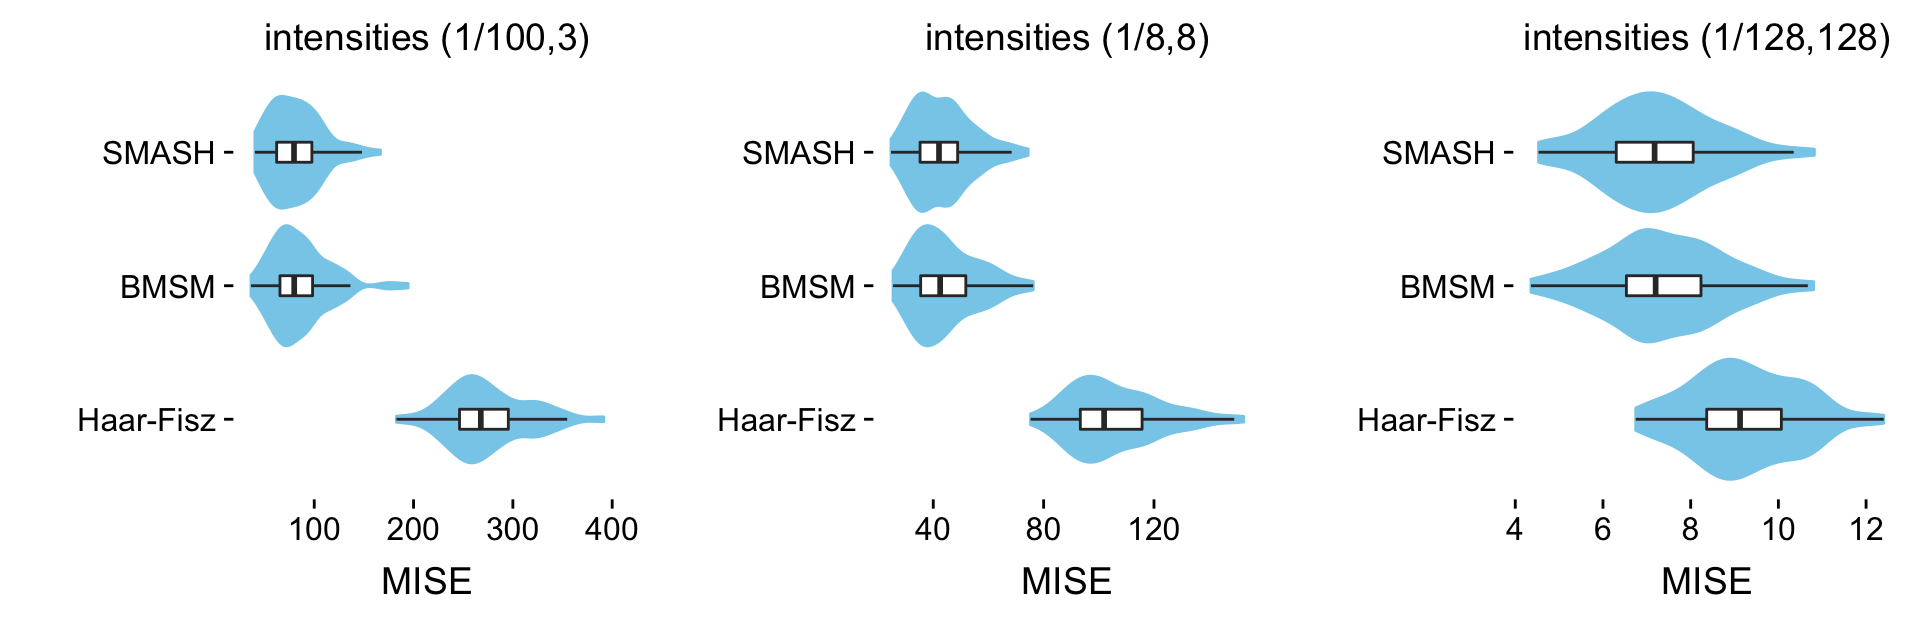 intensities (1/100,3)
SMASH
BMSM
Haar-Fisz
100 200 300 400
MISE
intensities (1/8,8)
SMASH
BMSM
Haar-Fisz
40 80 120
MISE
intensities (1/128,128)
SMASH
BMSM
Haar-Fisz
4 6 8 10 12
MISE